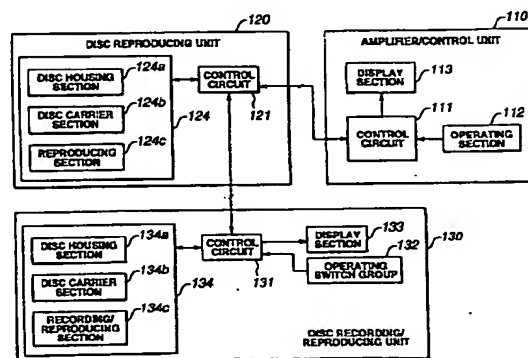 120
DISC REPRODUCING UNIT
124a
DISC HOUSING
SECTION
124b
DISC CARRIER
SECTION
124c
REPRODUCING
SECTION
124
CONTROL
CIRCUIT
121
110
AMPLIFIER/CONTROL UNIT
DISPLAY
SECTION
113
111
CONTROL
CIRCUIT
112
OPERATING
SECTION
134a
DISC HOUSING
SECTION
134b
DISC CARRIER
SECTION
134c
RECORDING/
REPRODUCING
SECTION
134
CONTROL
CIRCUIT
131
DISPLAY
SECTION
133
132
OPERATING
SWITCH GROUP
130
DISC RECORDING/
REPRODUCING UNIT